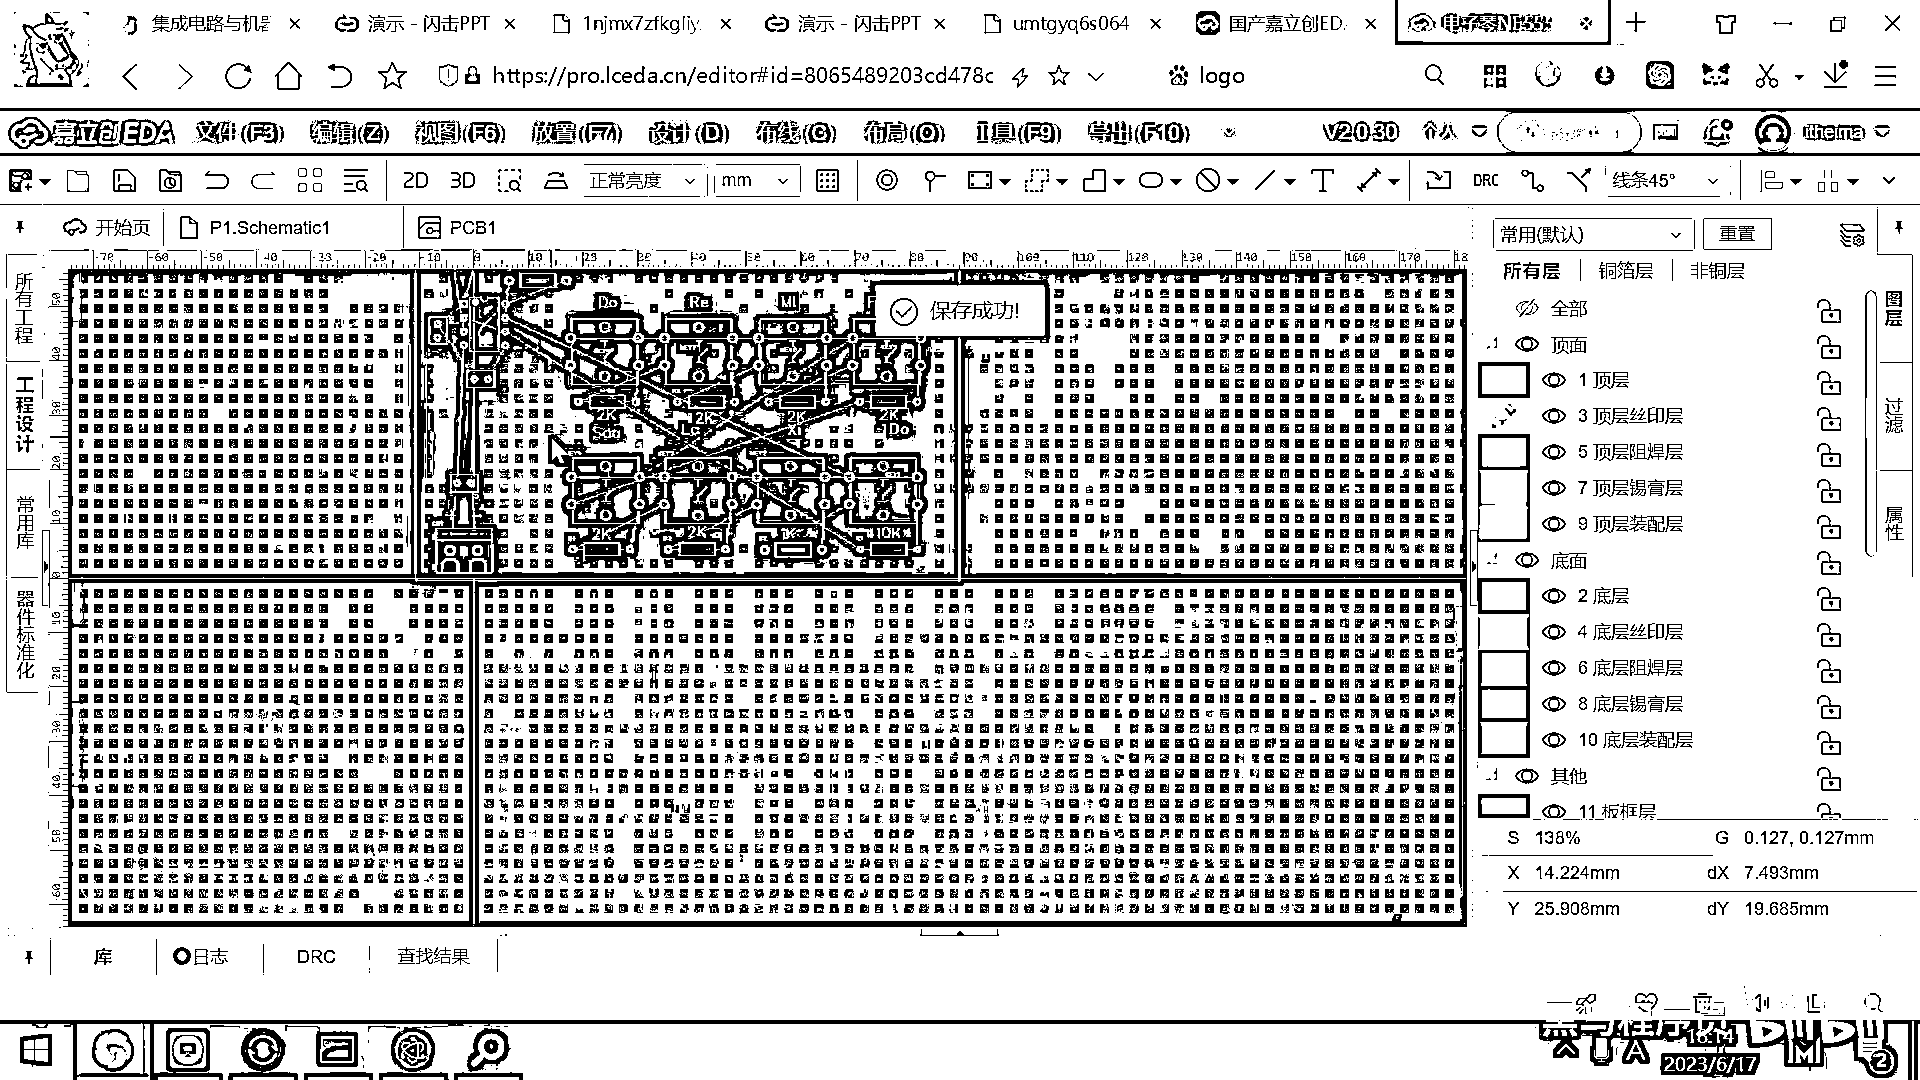 集成电路与机器 演示 - 闪击PPT 1njmx7zfkgliy. 演示 - 闪击PPT umtgyq6s064 国产嘉立创ED. 电子琴NE555
https://pro.lceda.cn/editor#id=8065489203cd478c logo
嘉立创EDA 文件(F3) 编辑(Z) 视图(F6) 放置(F7) 设计(D) 布线(G) 布局(O) 工具(F9) 导出(F10) V2.0.30 个人 itheima
2D 3D 正常亮度 mm DRC 线条45°
开始页 P1.Schematic1 PCB1
常用(默认) 重置
所有层 铜箔层 非铜层
全部
顶面
1 顶层
3 顶层丝印层
5 顶层阻焊层
7 顶层锡膏层
9 顶层装配层
底面
2 底层
4 底层丝印层
6 底层阻焊层
8 底层锡膏层
10 底层装配层
其他
11 板框层
图层
过滤
属性
所有工程
工程设计
常用库
器件标准化
保存成功!
Do Re Mi
2K 2K 2K 2K
Do
2K 2K 1K 10K
S 138% G 0.127, 0.127mm
X 14.224mm dX 7.493mm
Y 25.908mm dY 19.685mm
库 日志 DRC 查找结果
黑马程序员
16:14
2023/6/17